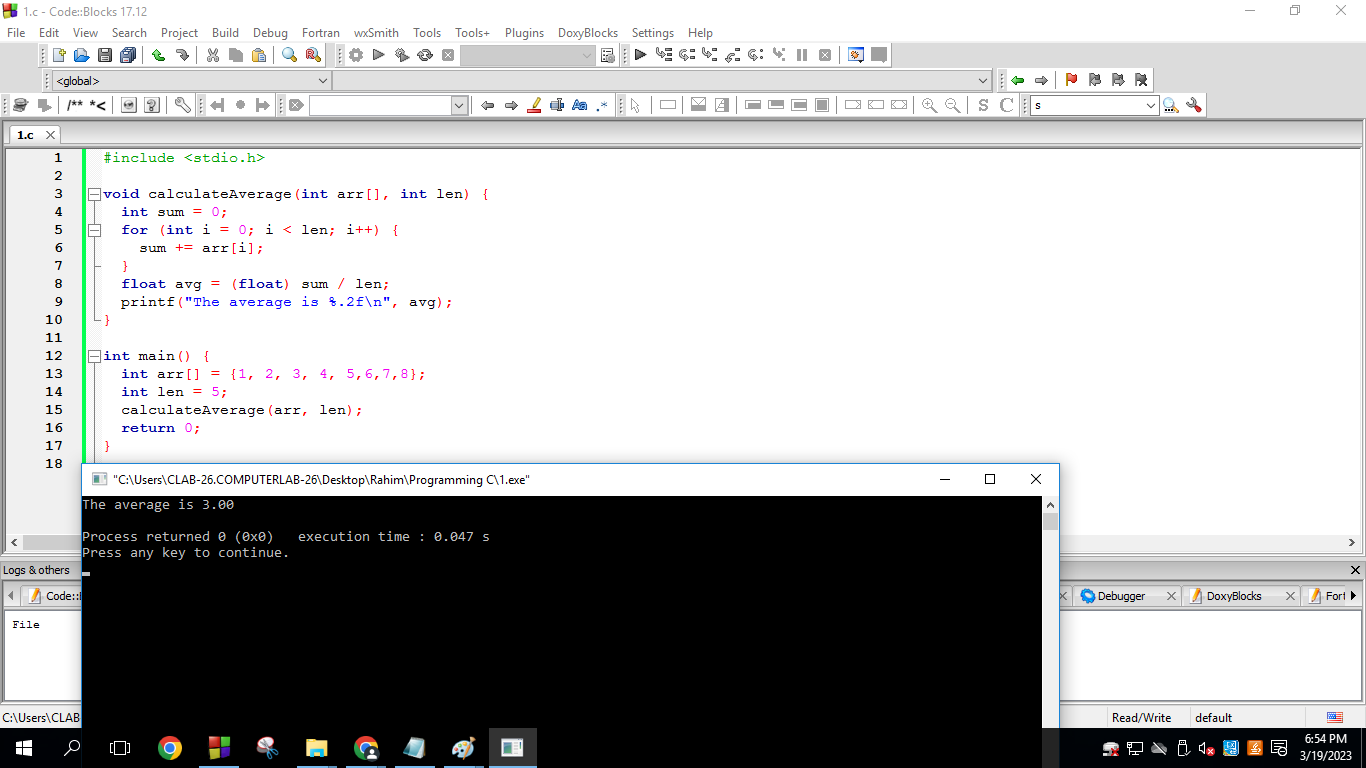 1.c - Code::Blocks 17.12
File Edit View Search Project Build Debug Fortran wxSmith Tools Tools+ Plugins DoxyBlocks Settings Help
<global>
/** *<
Aa .*
S C s
1.c
1 #include <stdio.h>
2
3 void calculateAverage(int arr[], int len) {
4 int sum = 0;
5 for (int i = 0; i < len; i++) {
6 sum += arr[i];
7 }
8 float avg = (float) sum / len;
9 printf("The average is %.2f\n", avg);
10 }
11
12 int main() {
13 int arr[] = {1, 2, 3, 4, 5,6,7,8};
14 int len = 5;
15 calculateAverage(arr, len);
16 return 0;
17 }
18
"C:\Users\CLAB-26.COMPUTERLAB-26\Desktop\Rahim\Programming C\1.exe"
The average is 3.00
Process returned 0 (0x0) execution time : 0.047 s
Press any key to continue.
Logs & others
Code:: Debugger DoxyBlocks Fort
File
C:\Users\CLAB Read/Write default
6:54 PM
3/19/2023